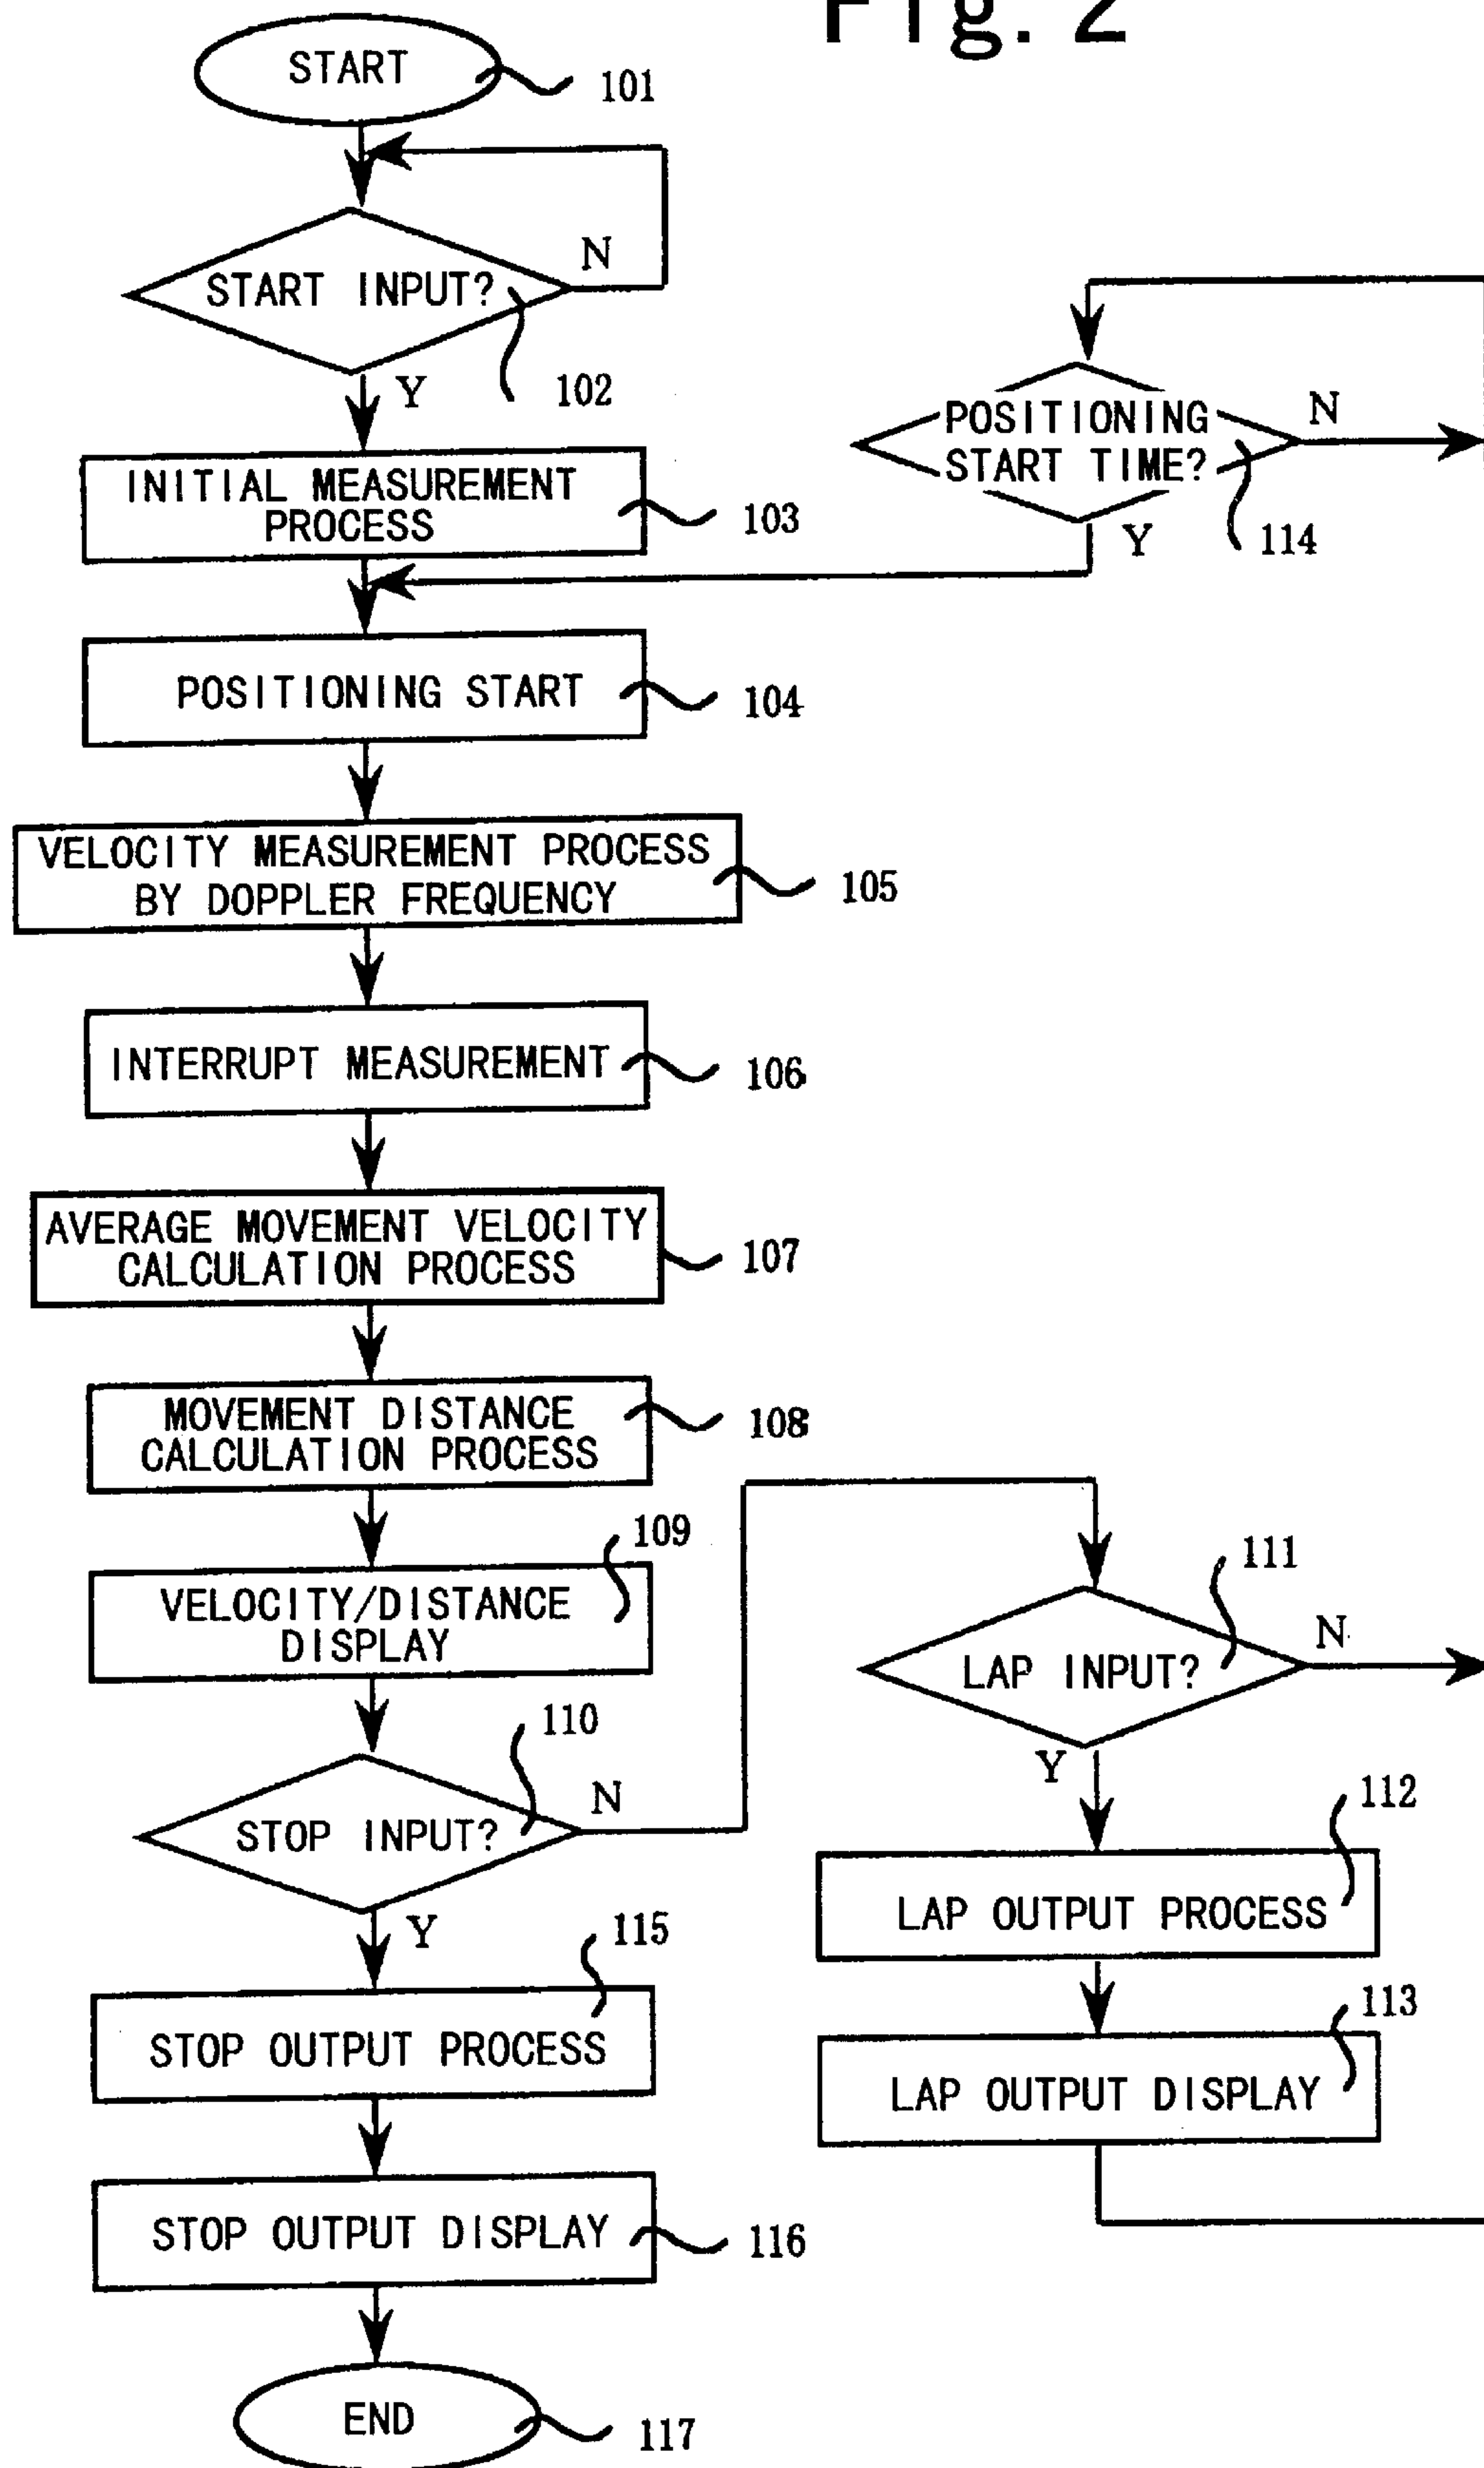 Fig. 2
START
101
N
START INPUT?
102
Y
INITIAL MEASUREMENT
PROCESS
103
POSITIONING
START TIME?
N
Y
114
POSITIONING START
104
VELOCITY MEASUREMENT PROCESS
BY DOPPLER FREQUENCY
105
INTERRUPT MEASUREMENT
106
AVERAGE MOVEMENT VELOCITY
CALCULATION PROCESS
107
MOVEMENT DISTANCE
CALCULATION PROCESS
108
109
VELOCITY/DISTANCE
DISPLAY
110
STOP INPUT?
N
Y
111
LAP INPUT?
N
Y
112
LAP OUTPUT PROCESS
113
LAP OUTPUT DISPLAY
115
STOP OUTPUT PROCESS
STOP OUTPUT DISPLAY
116
END
117